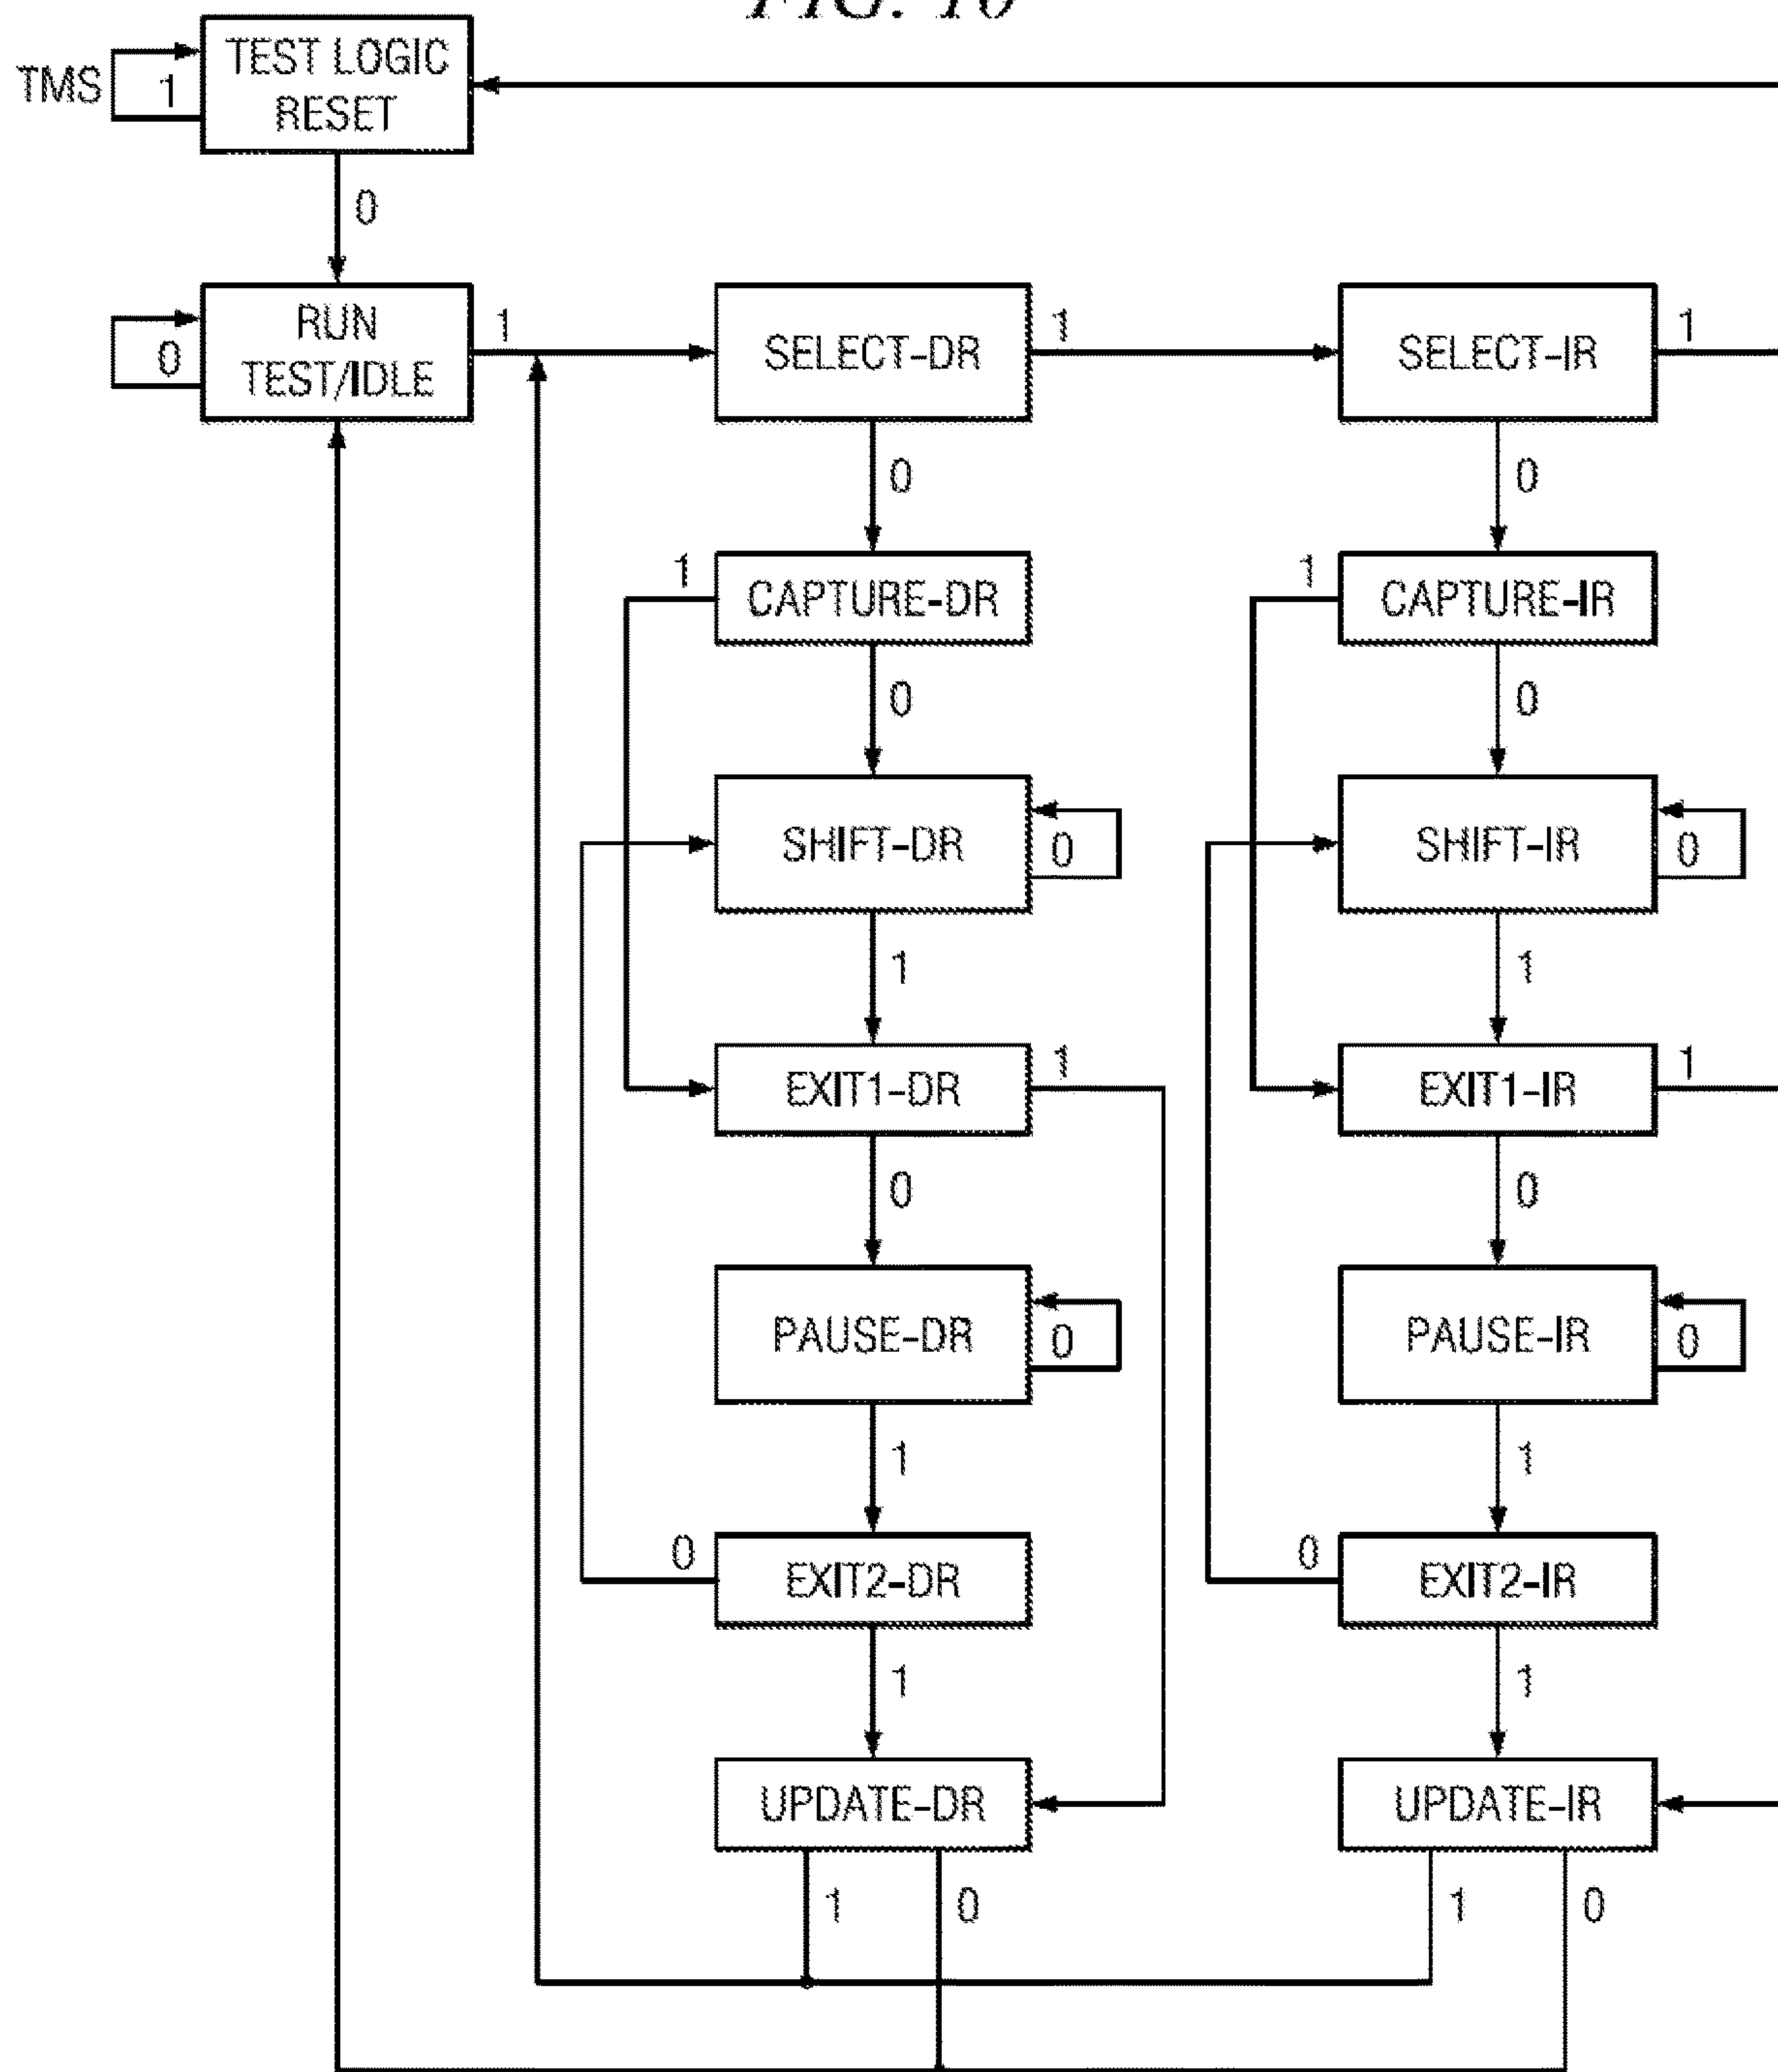 FIG. 10
TMS
1
TEST LOGIC
RESET
0
RUN
TEST/IDLE
0
1
SELECT-DR
1
SELECT-IR
1
0
0
1
CAPTURE-DR
1
CAPTURE-IR
0
0
SHIFT-DR
0
SHIFT-IR
0
1
1
EXIT1-DR
1
EXIT1-IR
1
0
0
PAUSE-DR
0
PAUSE-IR
0
1
1
0
EXIT2-DR
0
EXIT2-IR
1
1
UPDATE-DR
UPDATE-IR
1
0
1
0